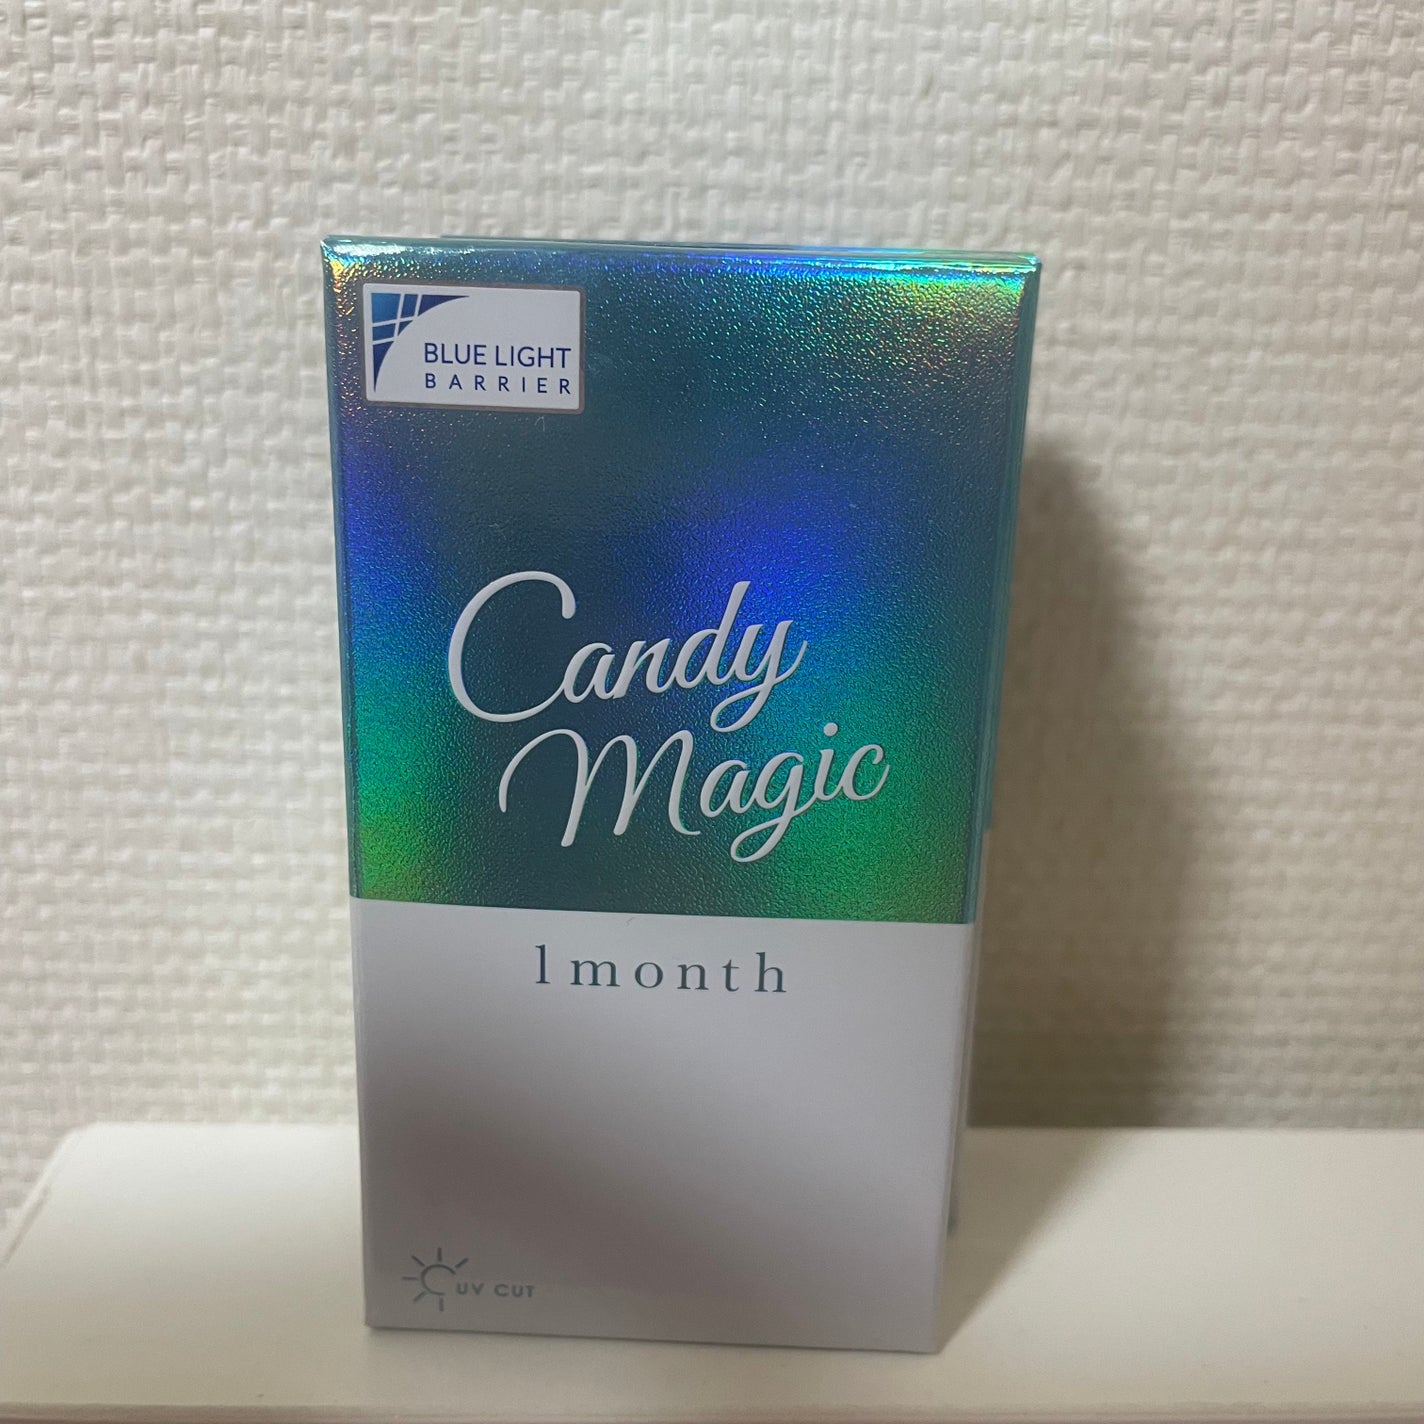 BLUE LIGHT
BARRIER
Candy
Magic
1month
UV CUT